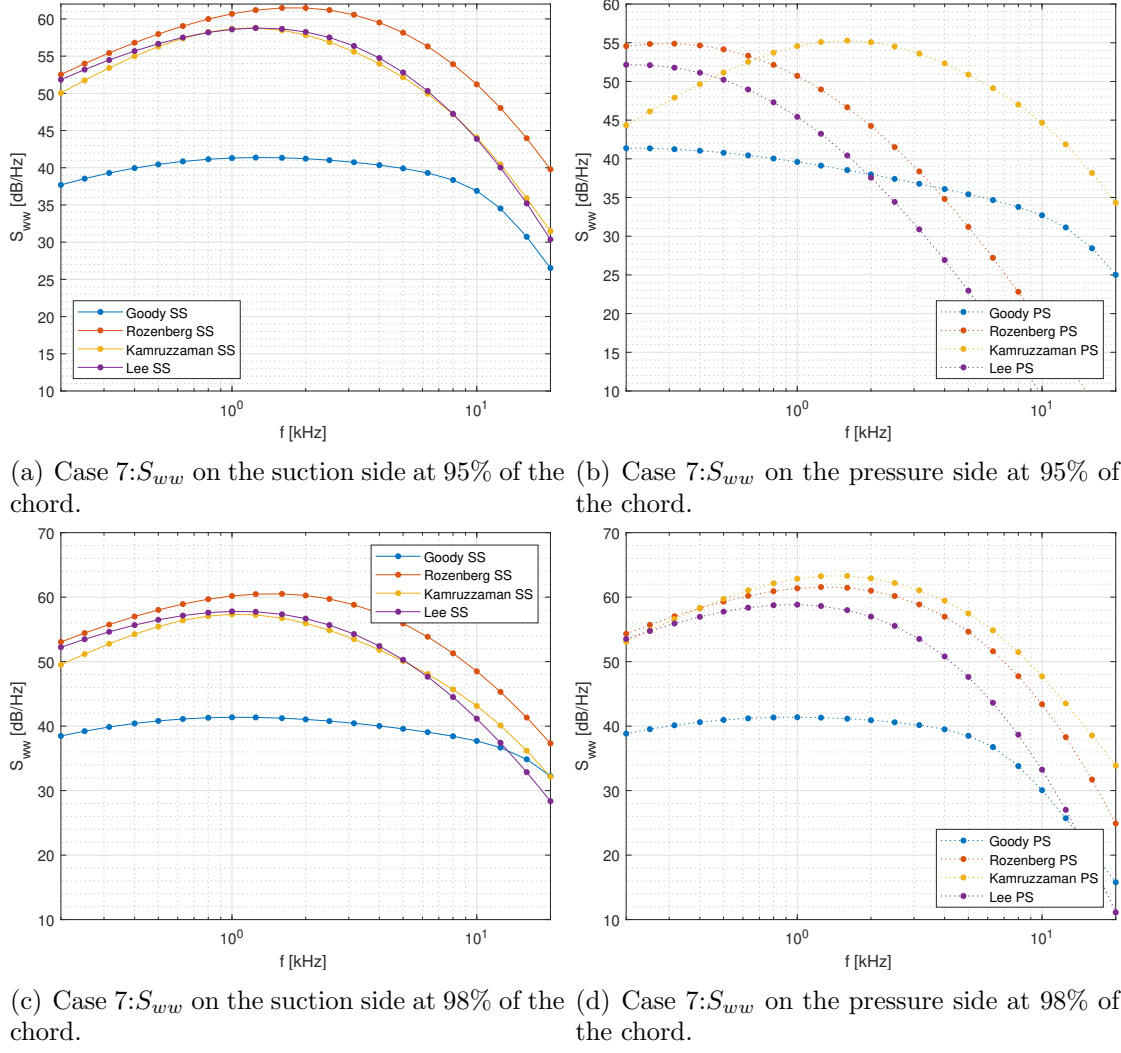 60
55
50
45
40
35
30
25
20
15
10
S_ww [dB/Hz]
Goody SS
Rozenberg SS
Kamruzzaman SS
Lee SS
10^0
10^1
f [kHz]
60
55
50
45
40
35
30
25
20
15
10
S_ww [dB/Hz]
Goody PS
Rozenberg PS
Kamruzzaman PS
Lee PS
10^0
10^1
f [kHz]
(a) Case 7:S_ww on the suction side at 95% of the
chord.
(b) Case 7:S_ww on the pressure side at 95% of
the chord.
70
60
50
40
30
20
10
S_ww [dB/Hz]
Goody SS
Rozenberg SS
Kamruzzaman SS
Lee SS
10^0
10^1
f [kHz]
70
60
50
40
30
20
10
S_ww [dB/Hz]
Goody PS
Rozenberg PS
Kamruzzaman PS
Lee PS
10^0
10^1
f [kHz]
(c) Case 7:S_ww on the suction side at 98% of the
chord.
(d) Case 7:S_ww on the pressure side at 98% of
the chord.